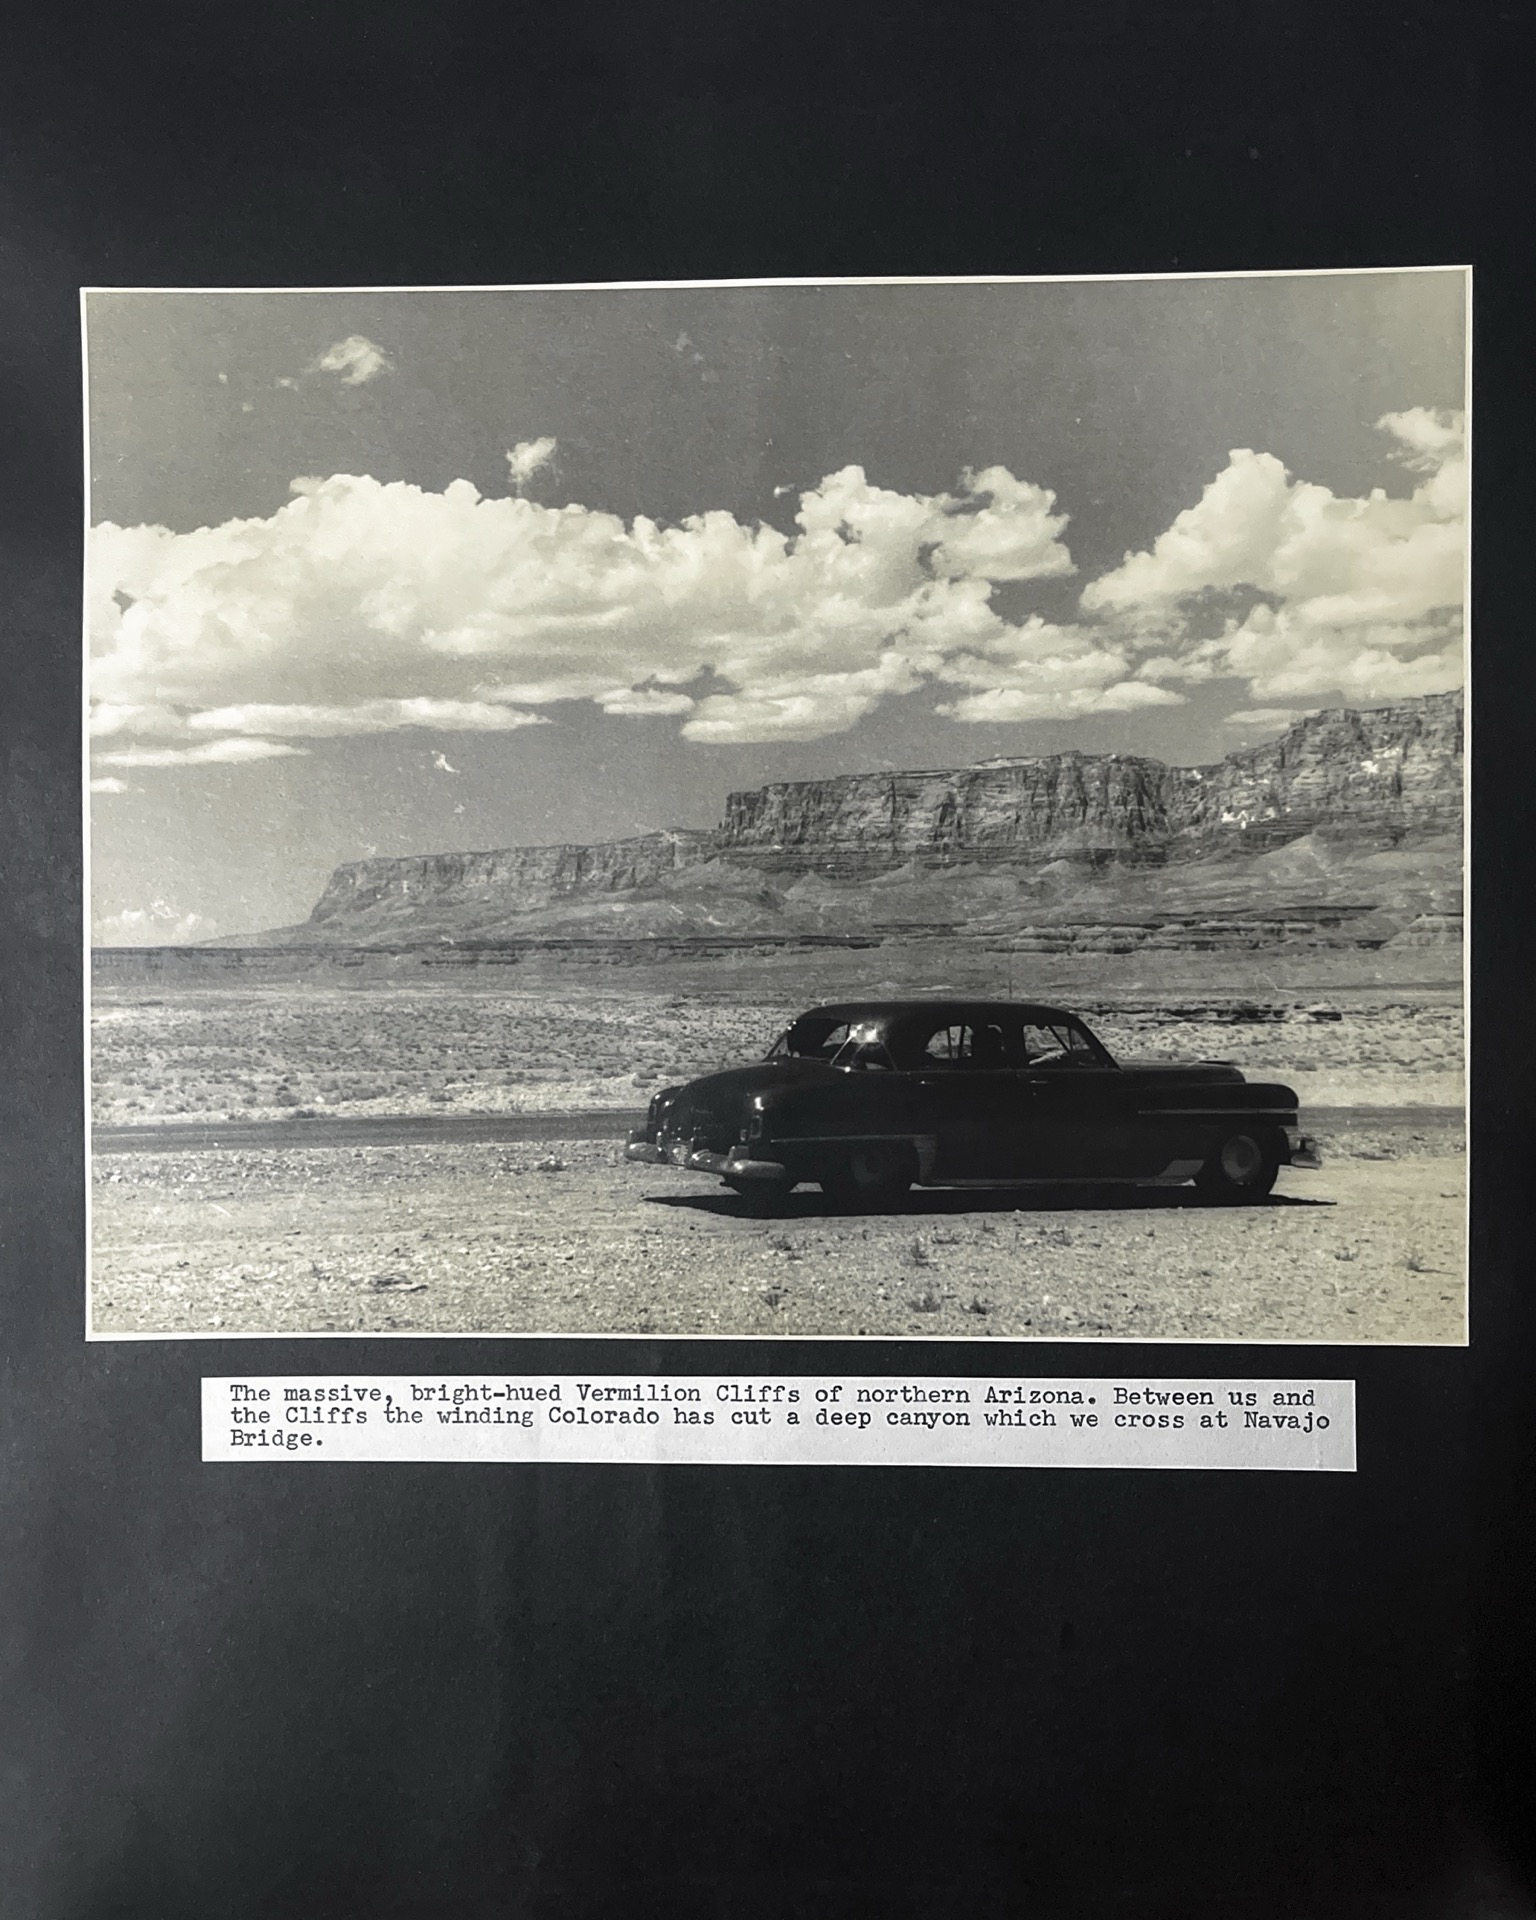 The massive, bright-hued Vermilion Cliffs of northern Arizona. Between us and
the Cliffs the winding Colorado has cut a deep canyon which we cross at Navajo
Bridge.